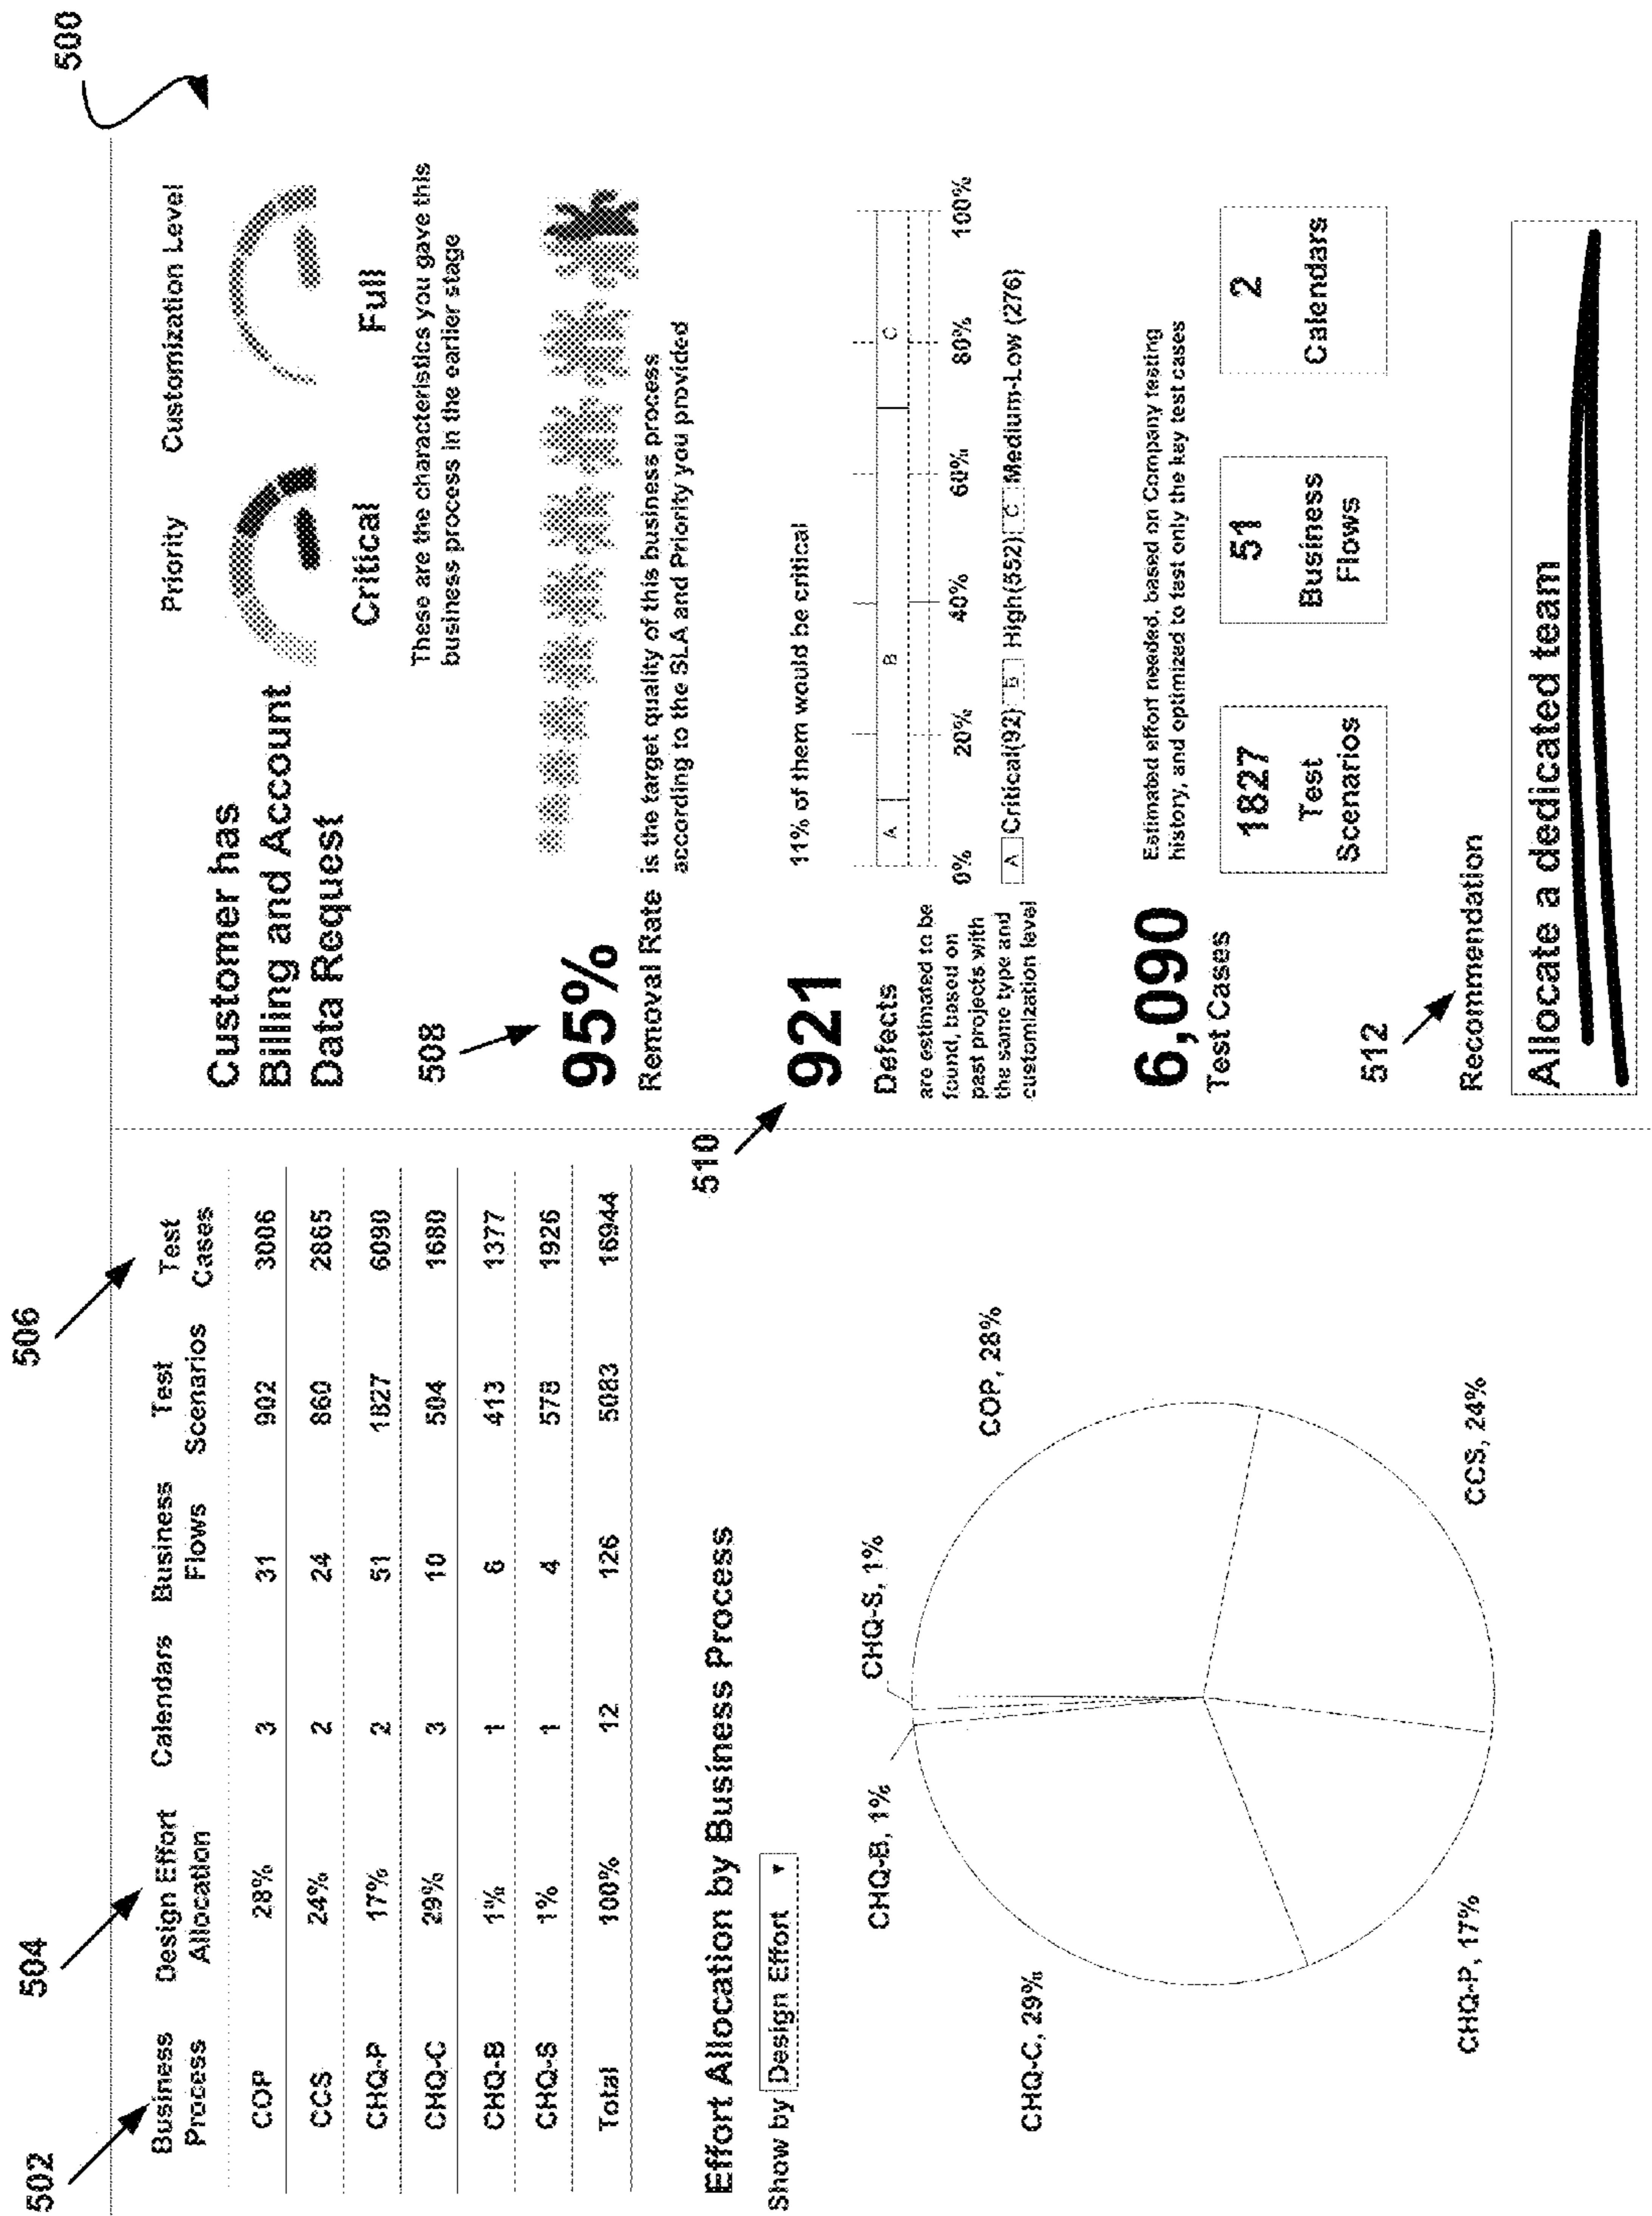 500
502
504
506
Business Process
Design Effort Allocation
Calendars
Business Flows
Test Scenarios
Test Cases
COP 28% 3 31 902 3006
CCS 24% 2 24 860 2865
CHQ-P 17% 2 51 1827 6090
CHQ-C 29% 3 10 504 1680
CHQ-B 1% 1 6 413 1377
CHQ-S 1% 1 4 578 1926
Total 100% 12 126 5083 16944
Effort Allocation by Business Process
Show by Design Effort ▼
CHQ-B, 1%
CHQ-S, 1%
COP, 28%
CHQ-C, 29%
CHQ-P, 17%
CCS, 24%
Customer has
Billing and Account
Data Request
Priority
Customization Level
Critical
Full
These are the characteristics you gave this
business process in the earlier stage
508
95%
Removal Rate
is the target quality of this business process
according to the SLA and Priority you provided
510
921
Defects
are estimated to be
found, based on
past projects with
the same type and
customization level
11% of them would be critical
A B C
0% 20% 40% 60% 80% 100%
A Critical(92) B High(552) C Medium-Low (276)
6,090
Test Cases
Estimated effort needed, based on Company testing
history, and optimized to test only the key test cases
1827
Test
Scenarios
51
Business
Flows
2
Calendars
512
Recommendation
Allocate a dedicated team